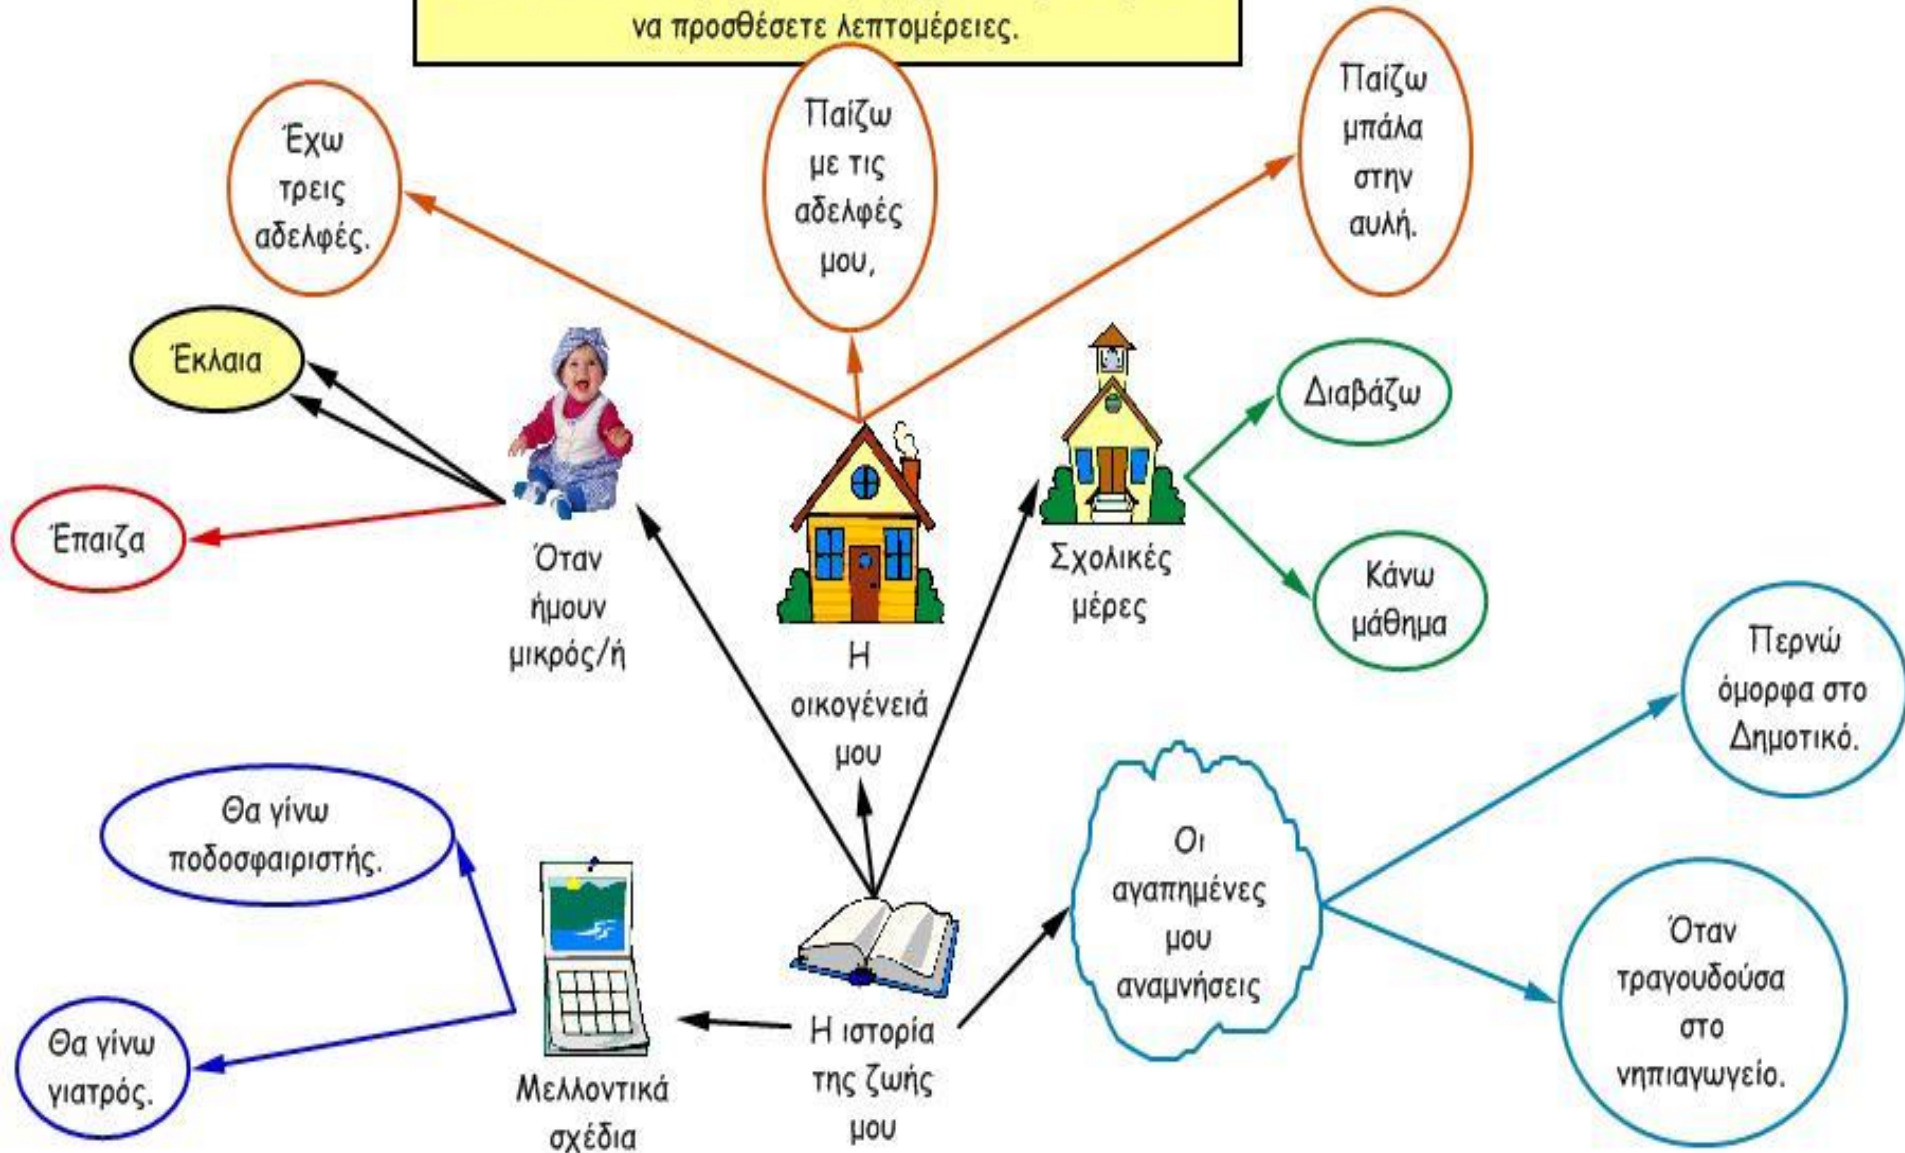 να προσθέσετε λεπτομέρειες.
Έχω
τρεις
αδελφές.
Παίζω
με τις
αδελφές
μου,
Παίζω
μπάλα
στην
αυλή.
Έκλαια
Έπαιζα
Όταν
ήμουν
μικρός/ή
Η
οικογένειά
μου
Σχολικές
μέρες
Διαβάζω
Κάνω
μάθημα
Περνώ
όμορφα στο
Δημοτικό.
Θα γίνω
ποδοσφαιριστής.
Θα γίνω
γιατρός.
Μελλοντικά
σχέδια
Η ιστορία
της ζωής
μου
Οι
αγαπημένες
μου
αναμνήσεις
Όταν
τραγουδούσα
στο
νηπιαγωγείο.